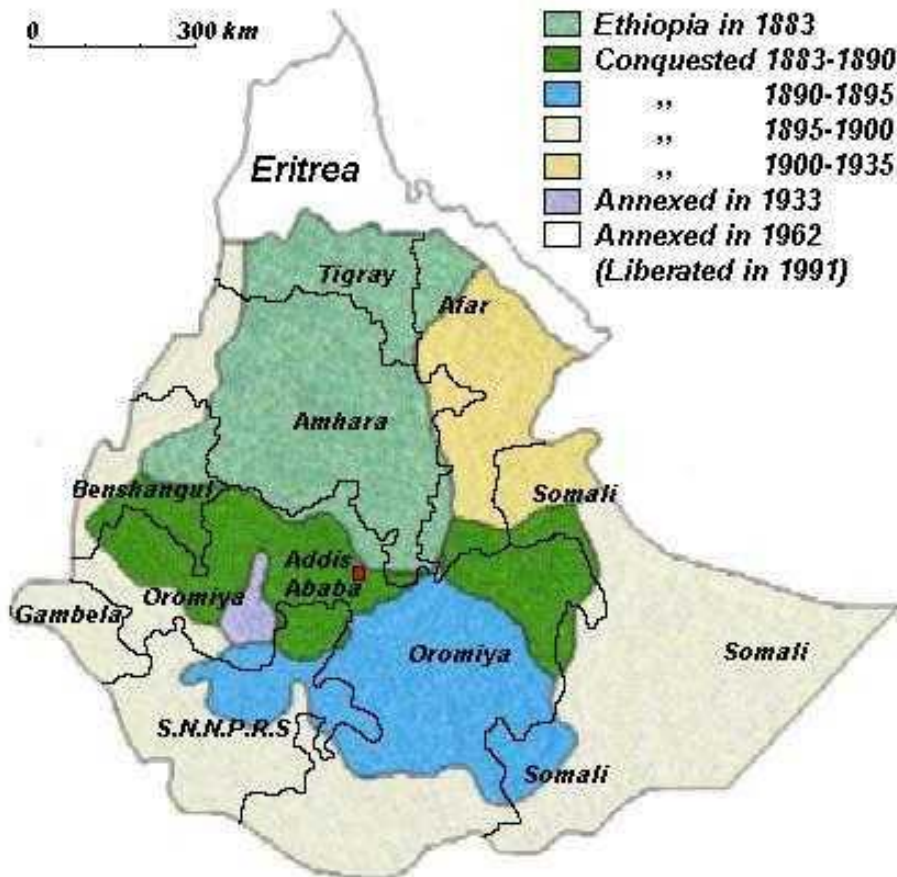 0 300 km
Ethiopia in 1883
Conquested 1883-1890
,, 1890-1895
,, 1895-1900
,, 1900-1935
Annexed in 1933
Annexed in 1962
(Liberated in 1991)
Eritrea
Tigray
Afar
Amhara
Benshangul
Somali
Addis
Ababa
Oromiya
Gambela
Oromiya
Somali
S.N.N.P.R.S
Somali